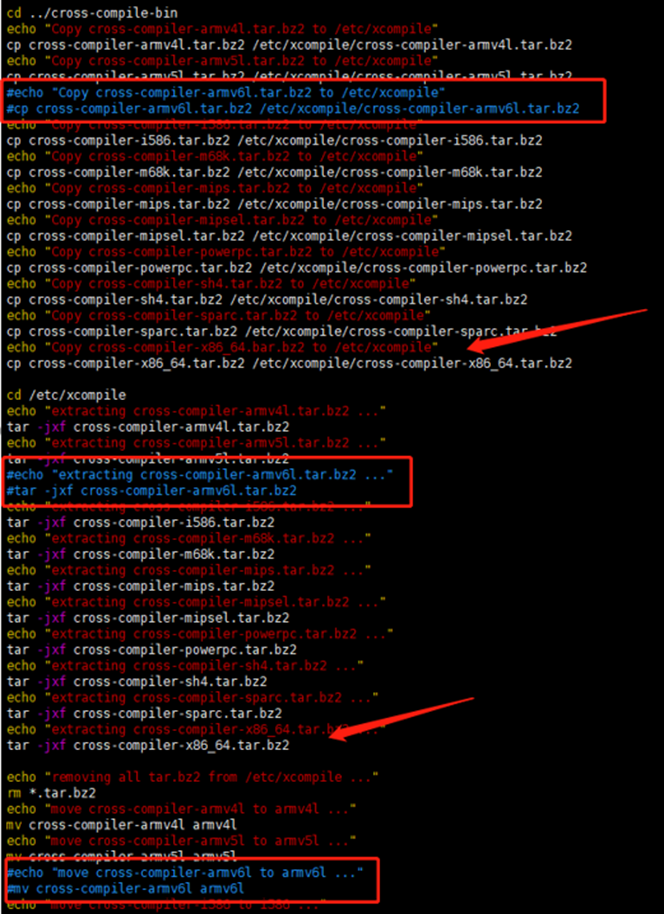 cd ../cross-compile-bin
echo "Copy cross-compiler-armv4l.tar.bz2 to /etc/xcompile"
cp cross-compiler-armv4l.tar.bz2 /etc/xcompile/cross-compiler-armv4l.tar.bz2
echo "Copy cross-compiler-armv5l.tar.bz2 to /etc/xcompile"
cp cross-compiler-armv5l.tar.bz2 /etc/xcompile/cross-compiler-armv5l.tar.bz2
#echo "Copy cross-compiler-armv6l.tar.bz2 to /etc/xcompile"
#cp cross-compiler-armv6l.tar.bz2 /etc/xcompile/cross-compiler-armv6l.tar.bz2
echo "Copy cross-compiler-i586.tar.bz2 to /etc/xcompile"
cp cross-compiler-i586.tar.bz2 /etc/xcompile/cross-compiler-i586.tar.bz2
echo "Copy cross-compiler-m68k.tar.bz2 to /etc/xcompile"
cp cross-compiler-m68k.tar.bz2 /etc/xcompile/cross-compiler-m68k.tar.bz2
echo "Copy cross-compiler-mips.tar.bz2 to /etc/xcompile"
cp cross-compiler-mips.tar.bz2 /etc/xcompile/cross-compiler-mips.tar.bz2
echo "Copy cross-compiler-mipsel.tar.bz2 to /etc/xcompile"
cp cross-compiler-mipsel.tar.bz2 /etc/xcompile/cross-compiler-mipsel.tar.bz2
echo "Copy cross-compiler-powerpc.tar.bz2 to /etc/xcompile"
cp cross-compiler-powerpc.tar.bz2 /etc/xcompile/cross-compiler-powerpc.tar.bz2
echo "Copy cross-compiler-sh4.tar.bz2 to /etc/xcompile"
cp cross-compiler-sh4.tar.bz2 /etc/xcompile/cross-compiler-sh4.tar.bz2
echo "Copy cross-compiler-sparc.tar.bz2 to /etc/xcompile"
cp cross-compiler-sparc.tar.bz2 /etc/xcompile/cross-compiler-sparc.tar.bz2
echo "Copy cross-compiler-x86_64.bar.bz2 to /etc/xcompile"
cp cross-compiler-x86_64.tar.bz2 /etc/xcompile/cross-compiler-x86_64.tar.bz2
cd /etc/xcompile
echo "extracting cross-compiler-armv4l.tar.bz2 ..."
tar -jxf cross-compiler-armv4l.tar.bz2
echo "extracting cross-compiler-armv5l.tar.bz2 ..."
tar -jxf cross-compiler-armv5l.tar.bz2
#echo "extracting cross-compiler-armv6l.tar.bz2 ..."
#tar -jxf cross-compiler-armv6l.tar.bz2
echo "extracting cross-compiler-i586.tar.bz2 ..."
tar -jxf cross-compiler-i586.tar.bz2
echo "extracting cross-compiler-m68k.tar.bz2 ..."
tar -jxf cross-compiler-m68k.tar.bz2
echo "extracting cross-compiler-mips.tar.bz2 ..."
tar -jxf cross-compiler-mips.tar.bz2
echo "extracting cross-compiler-mipsel.tar.bz2 ..."
tar -jxf cross-compiler-mipsel.tar.bz2
echo "extracting cross-compiler-powerpc.tar.bz2 ..."
tar -jxf cross-compiler-powerpc.tar.bz2
echo "extracting cross-compiler-sh4.tar.bz2 ..."
tar -jxf cross-compiler-sh4.tar.bz2
echo "extracting cross-compiler-sparc.tar.bz2 ..."
tar -jxf cross-compiler-sparc.tar.bz2
echo "extracting cross-compiler-x86_64.tar.bz2 ..."
tar -jxf cross-compiler-x86_64.tar.bz2
echo "removing all tar.bz2 from /etc/xcompile ..."
rm *.tar.bz2
echo "move cross-compiler-armv4l to armv4l ..."
mv cross-compiler-armv4l armv4l
echo "move cross-compiler-armv5l to armv5l ..."
mv cross-compiler-armv5l armv5l
#echo "move cross-compiler-armv6l to armv6l ..."
#mv cross-compiler-armv6l armv6l
echo "move cross-compiler-i586 to i586 ..."